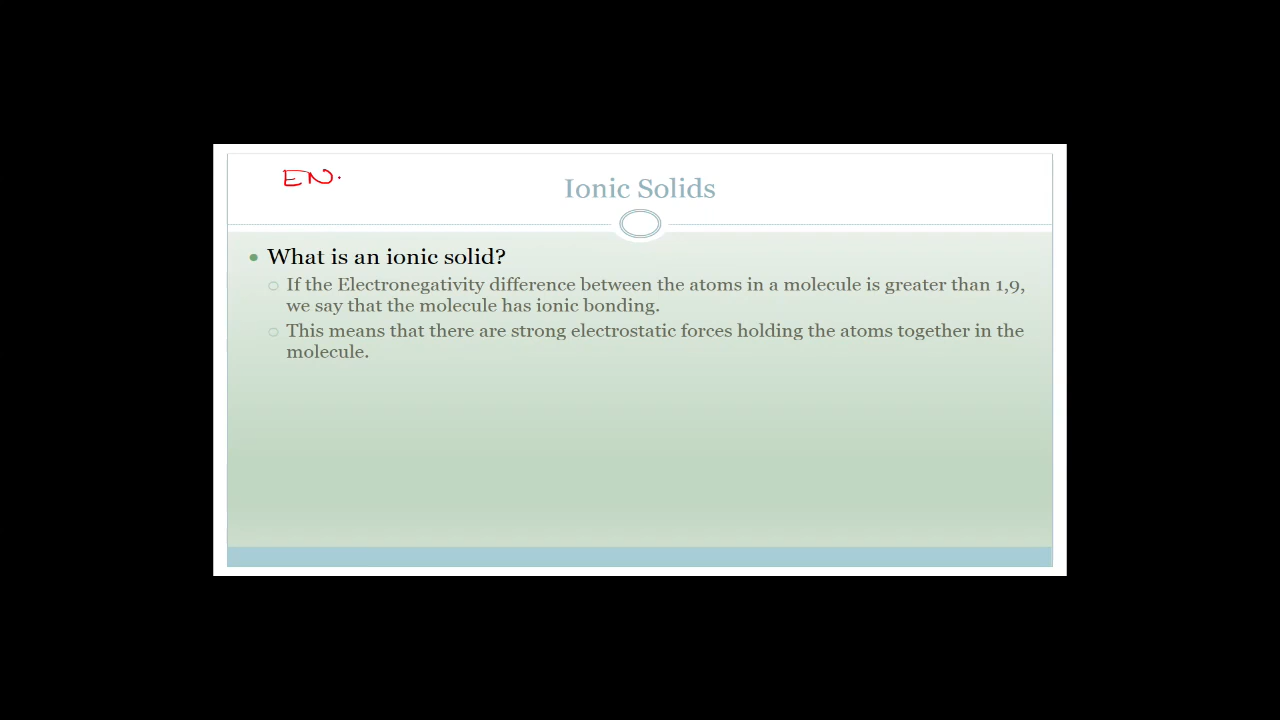 EN.
Ionic Solids
What is an ionic solid?
If the Electronegativity difference between the atoms in a molecule is greater than 1,9,
we say that the molecule has ionic bonding.
This means that there are strong electrostatic forces holding the atoms together in the
molecule.